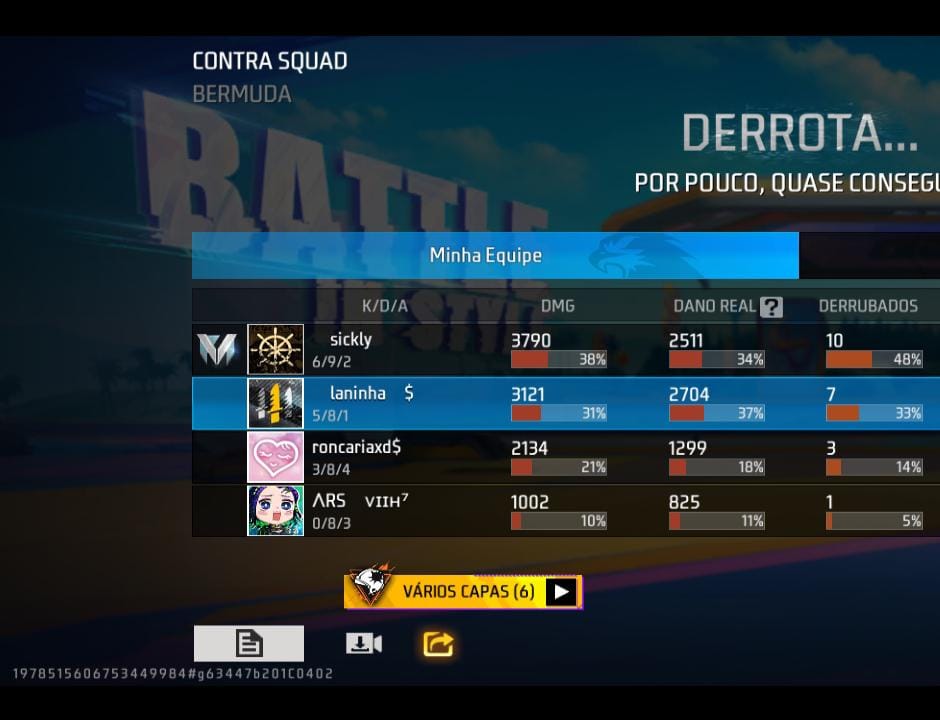 CONTRA SQUAD
BERMUDA
BATTLE
IN STYLE
DERROTA...
POR POUCO, QUASE CONSEGU
Minha Equipe
K/D/A DMG DANO REAL ? DERRUBADOS
sickly 3790 2511 10
6/9/2 38% 34% 48%
laninha $ 3121 2704 7
5/8/1 31% 37% 33%
roncariaxd$ 2134 1299 3
3/8/4 21% 18% 14%
ΛRS VIIH⁷ 1002 825 1
0/8/3 10% 11% 5%
VÁRIOS CAPAS (6)
1978515606753449984#g63447b201C0402